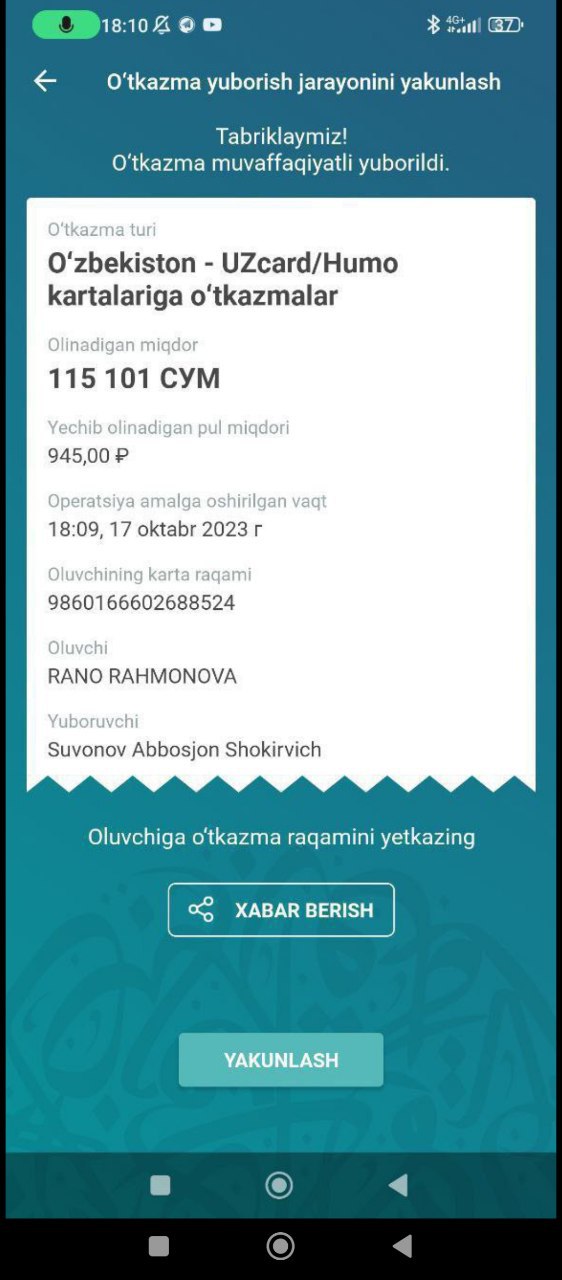 18:10
4G+
37
O‘tkazma yuborish jarayonini yakunlash
Tabriklaymiz!
O‘tkazma muvaffaqiyatli yuborildi.
O‘tkazma turi
O‘zbekiston - UZcard/Humo
kartalariga o‘tkazmalar
Olinadigan miqdor
115 101 СУМ
Yechib olinadigan pul miqdori
945,00 ₽
Operatsiya amalga oshirilgan vaqt
18:09, 17 oktabr 2023 г
Oluvchining karta raqami
9860166602688524
Oluvchi
RANO RAHMONOVA
Yuboruvchi
Suvonov Abbosjon Shokirvich
Oluvchiga o‘tkazma raqamini yetkazing
XABAR BERISH
YAKUNLASH